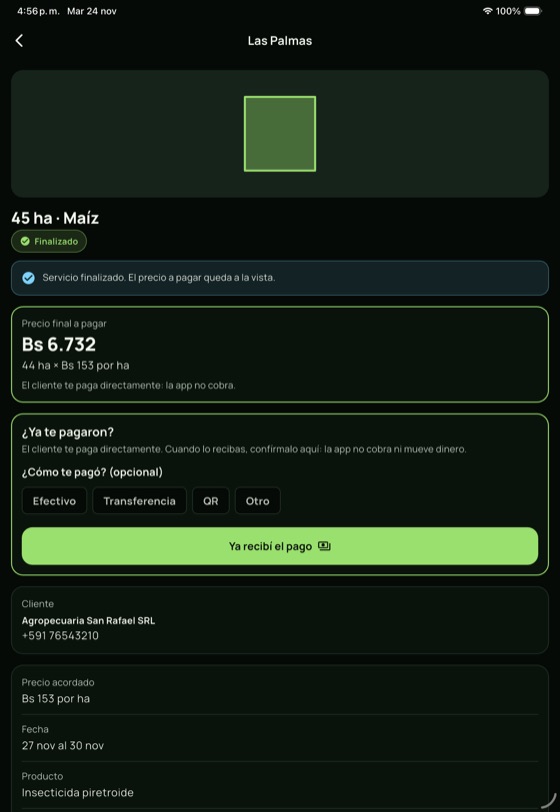 4:56 p. m.  Mar 24 nov
100%
Las Palmas
45 ha · Maíz
Finalizado
Servicio finalizado. El precio a pagar queda a la vista.
Precio final a pagar
Bs 6.732
44 ha × Bs 153 por ha
El cliente te paga directamente: la app no cobra.
¿Ya te pagaron?
El cliente te paga directamente. Cuando lo recibas, confírmalo aquí: la app no cobra ni mueve dinero.
¿Cómo te pagó? (opcional)
Efectivo
Transferencia
QR
Otro
Ya recibí el pago
Cliente
Agropecuaria San Rafael SRL
+591 76543210
Precio acordado
Bs 153 por ha
Fecha
27 nov al 30 nov
Producto
Insecticida piretroide